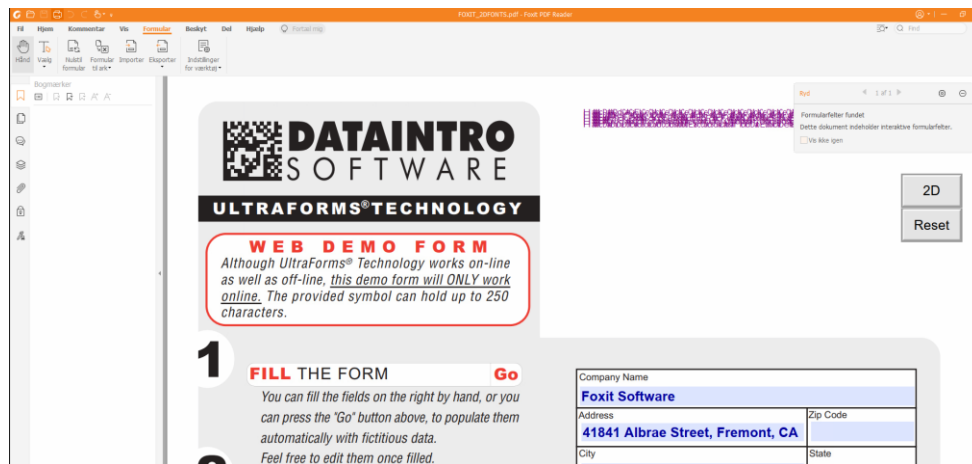 FOXIT_2DFONTS.pdf - Foxit PDF Reader
Fil Hjem Kommentar Vis Formular Beskyt Del Hjælp Fortæl mig
Find
Hånd Vælg Nulstil formular Formular til ark Importer Eksporter Indstillinger for værktøj
Bogmærker
Ryd 1 af 1
Formularfelter fundet
Dette dokument indeholder interaktive formularfelter.
Vis ikke igen
DATAINTRO
SOFTWARE
ULTRAFORMS®TECHNOLOGY
2D
Reset
WEB DEMO FORM
Although UltraForms® Technology works on-line
as well as off-line, this demo form will ONLY work
online. The provided symbol can hold up to 250
characters.
1
FILL THE FORM Go
You can fill the fields on the right by hand, or you
can press the "Go" button above, to populate them
automatically with fictitious data.
Feel free to edit them once filled.
Company Name
Foxit Software
Address Zip Code
41841 Albrae Street, Fremont, CA
City State